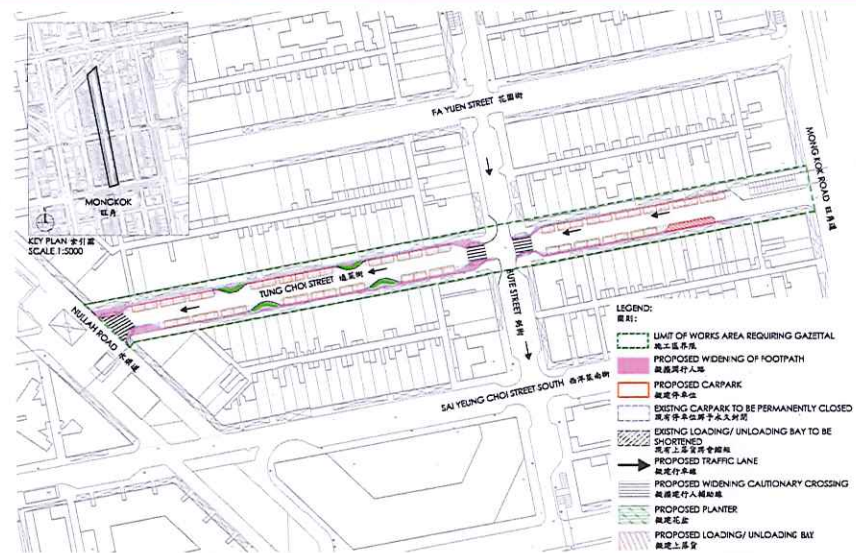 MONGKOK
旺角
KEY PLAN 索引圖
SCALE 1:5000
FA YUEN STREET 花園街
MONG KOK ROAD 旺角道
TUNG CHOI STREET 通菜街
BUTE STREET 弼街
NULLAH ROAD 水渠道
SAI YEUNG CHOI STREET SOUTH 西洋菜南街
LEGEND:
圖則:
LIMIT OF WORKS AREA REQUIRING GAZETTAL
施工區界限
PROPOSED WIDENING OF FOOTPATH
擬擴闊行人路
PROPOSED CARPARK
擬建停車位
EXISTING CARPARK TO BE PERMANENTLY CLOSED
現有停車位將予永久封閉
EXISTING LOADING/ UNLOADING BAY TO BE
SHORTENED
現有上落貨將會縮短
PROPOSED TRAFFIC LANE
擬建行車線
PROPOSED WIDENING CAUTIONARY CROSSING
擬擴建行人輔助線
PROPOSED PLANTER
擬建花盆
PROPOSED LOADING/ UNLOADING BAY
擬建上落貨